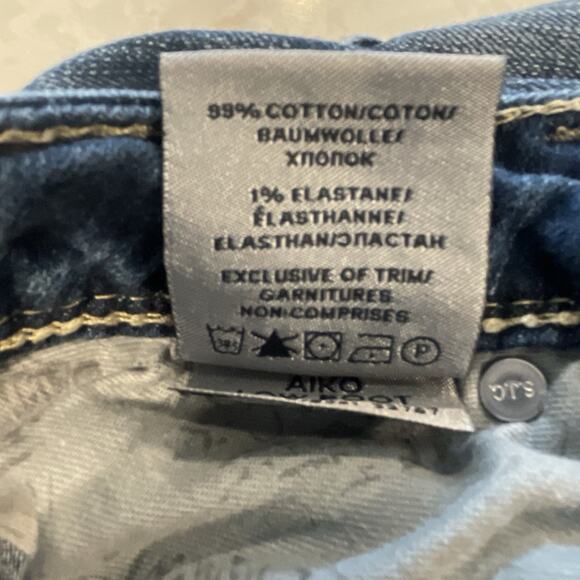 99% COTTON/COTON/
BAUMWOLLE/
ХЛОПОК
1% ELASTANE/
ÉLASTHANNE/
ELASTHAN/ЭЛАСТАН
EXCLUSIVE OF TRIM/
GARNITURES
NON-COMPRISES
P
AIKO
S.I.C